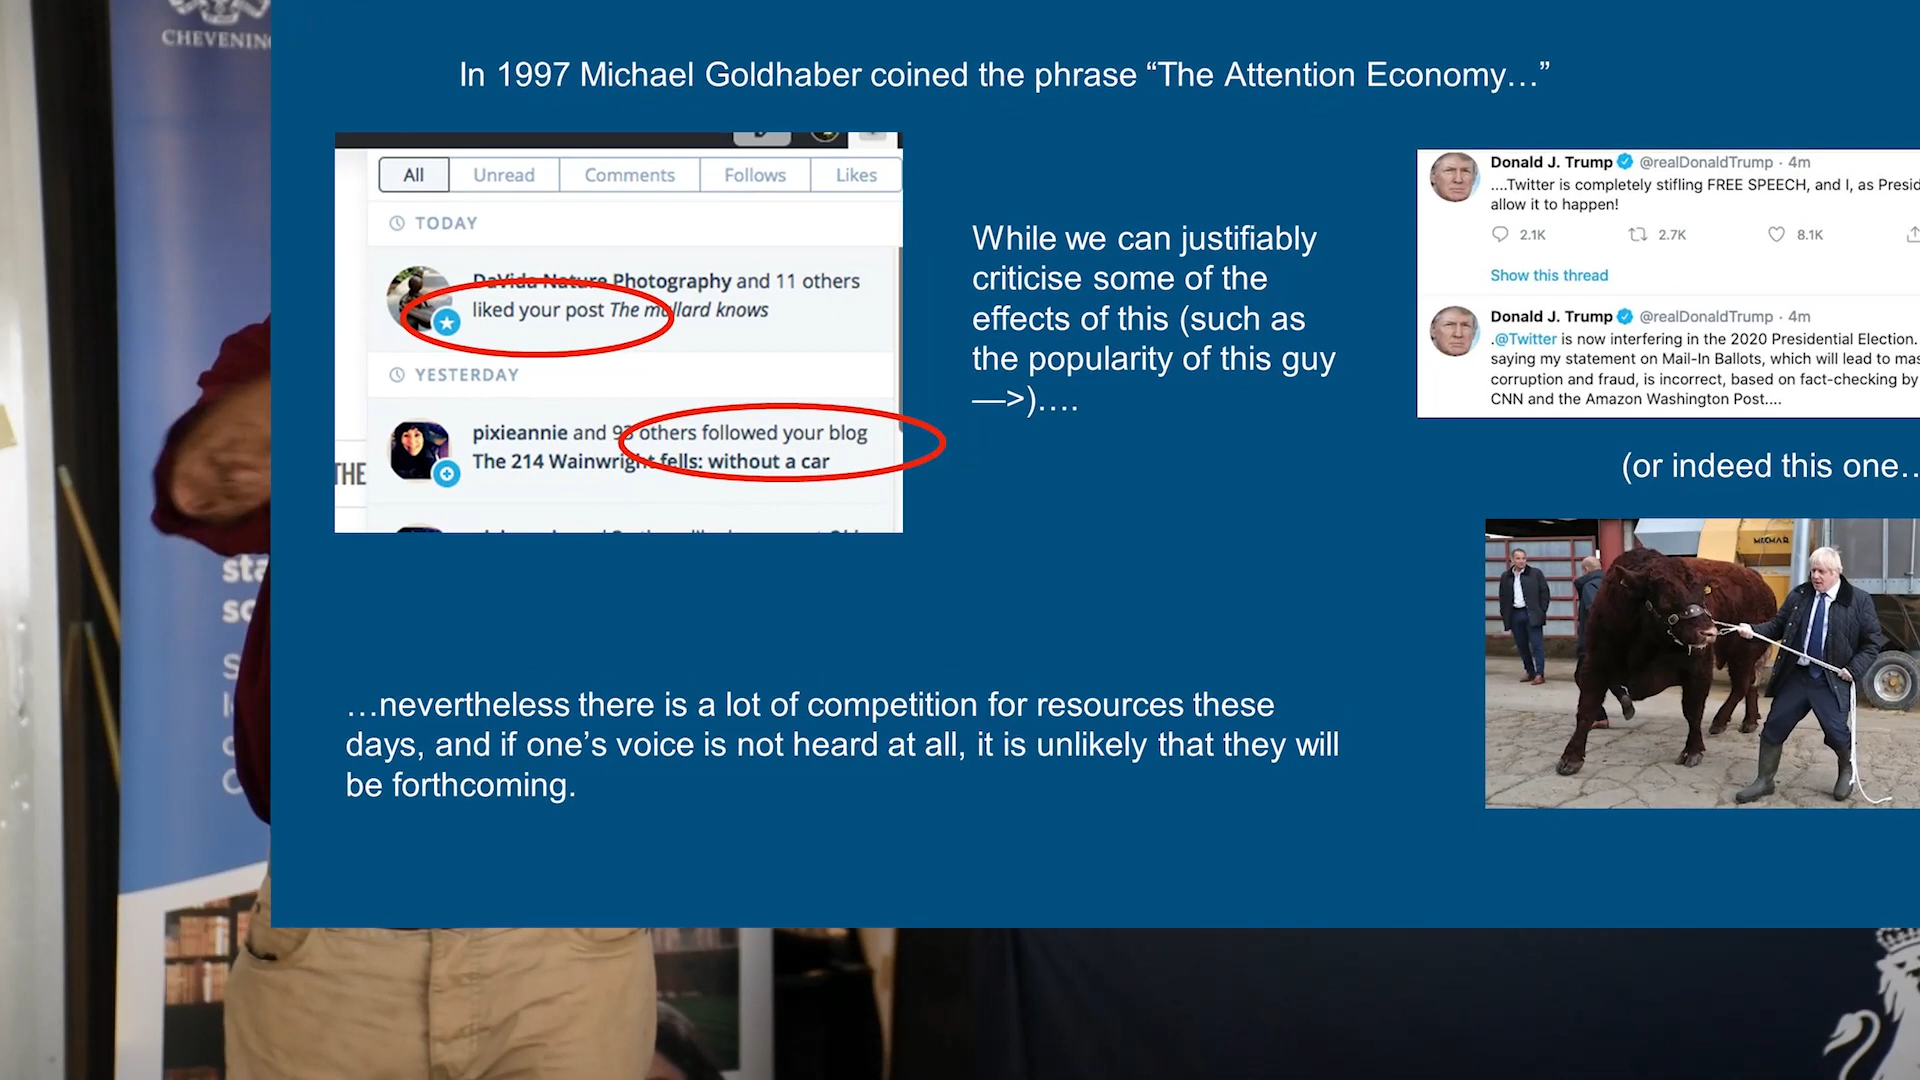 CHEVENING
In 1997 Michael Goldhaber coined the phrase “The Attention Economy…”
All
Unread
Comments
Follows
Likes
TODAY
DaVida Nature Photography and 11 others
liked your post The mallard knows
YESTERDAY
pixieannie and 93 others followed your blog
The 214 Wainwright fells: without a car
THE
While we can justifiably
criticise some of the
effects of this (such as
the popularity of this guy
—>)….
Donald J. Trump @realDonaldTrump · 4m
....Twitter is completely stifling FREE SPEECH, and I, as Presid
allow it to happen!
2.1K
2.7K
8.1K
Show this thread
Donald J. Trump @realDonaldTrump · 4m
.@Twitter is now interfering in the 2020 Presidential Election.
saying my statement on Mail-In Ballots, which will lead to mas
corruption and fraud, is incorrect, based on fact-checking by
CNN and the Amazon Washington Post....
(or indeed this one…
…nevertheless there is a lot of competition for resources these
days, and if one’s voice is not heard at all, it is unlikely that they will
be forthcoming.